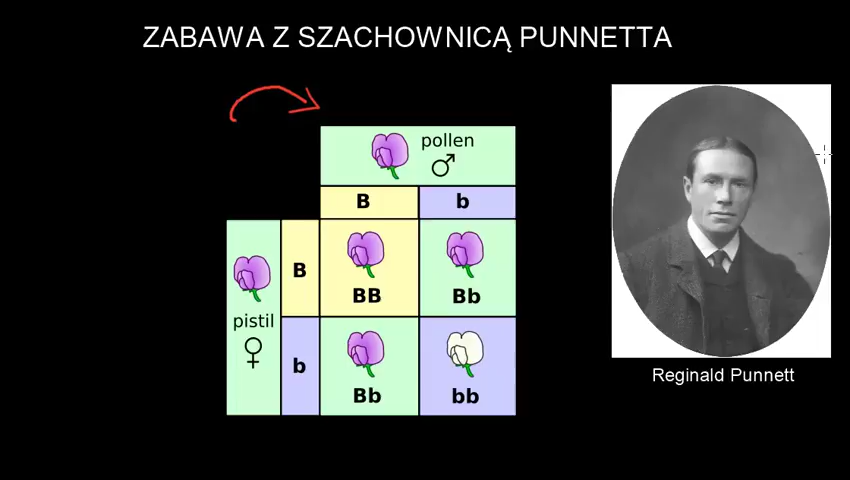 ZABAWA Z SZACHOWNICĄ PUNNETTA
pollen
♂
B b
B BB Bb
pistil
♀
b Bb bb
Reginald Punnett